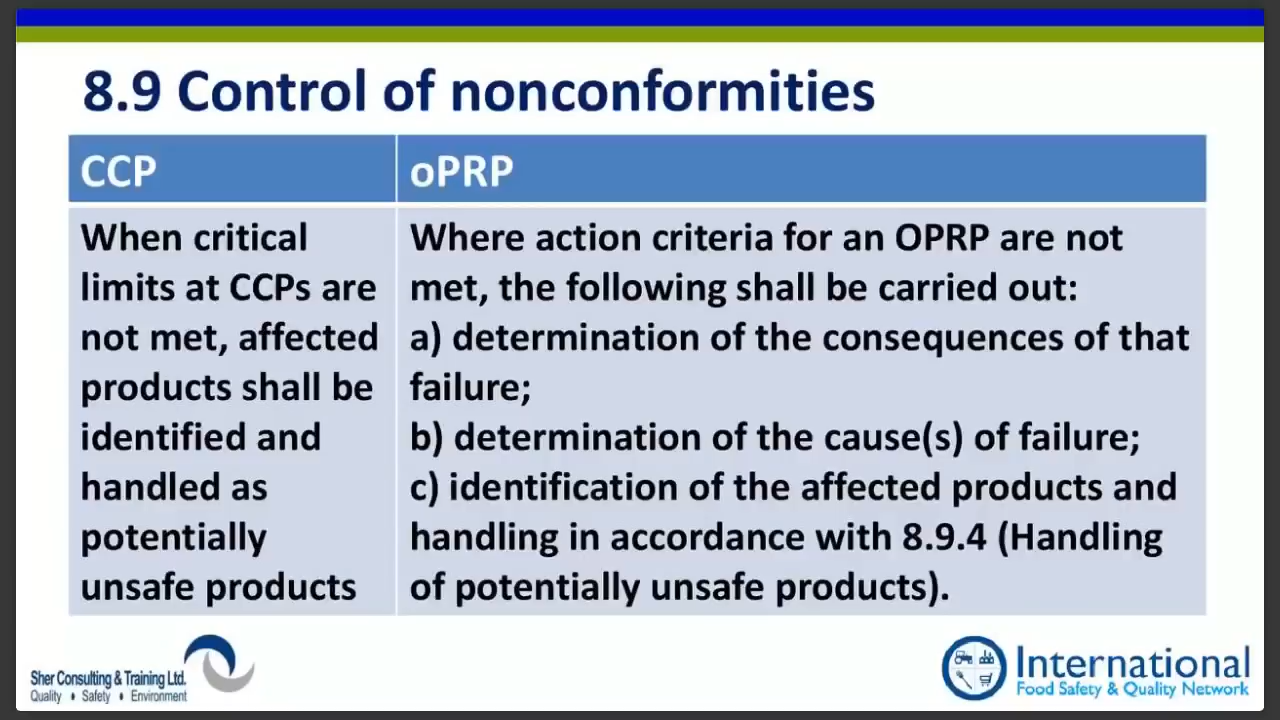 8.9 Control of nonconformities
CCP
oPRP
When critical
limits at CCPs are
not met, affected
products shall be
identified and
handled as
potentially
unsafe products
Where action criteria for an OPRP are not
met, the following shall be carried out:
a) determination of the consequences of that
failure;
b) determination of the cause(s) of failure;
c) identification of the affected products and
handling in accordance with 8.9.4 (Handling
of potentially unsafe products).
Sher Consulting & Training Ltd.
Quality • Safety • Environment
International
Food Safety & Quality Network